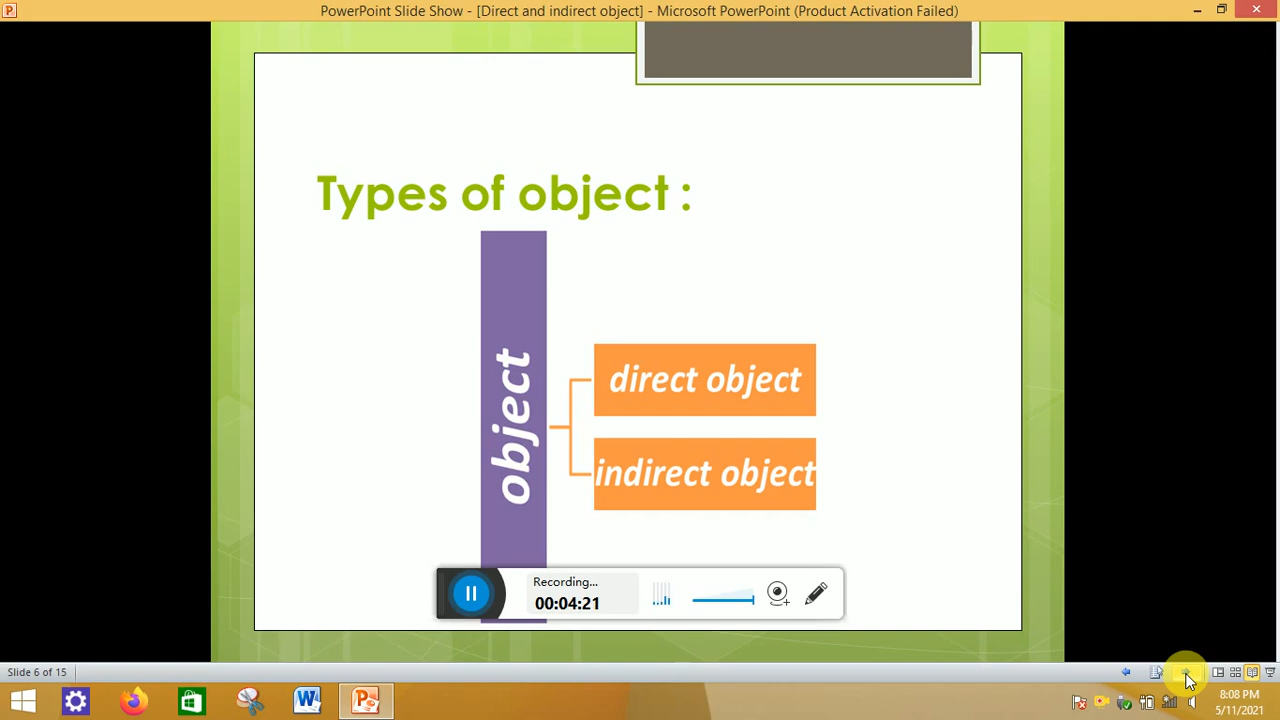 PowerPoint Slide Show - [Direct and indirect object] - Microsoft PowerPoint (Product Activation Failed)
Types of object :
object
direct object
indirect object
Recording...
00:04:21
Slide 6 of 15
8:08 PM
5/11/2021